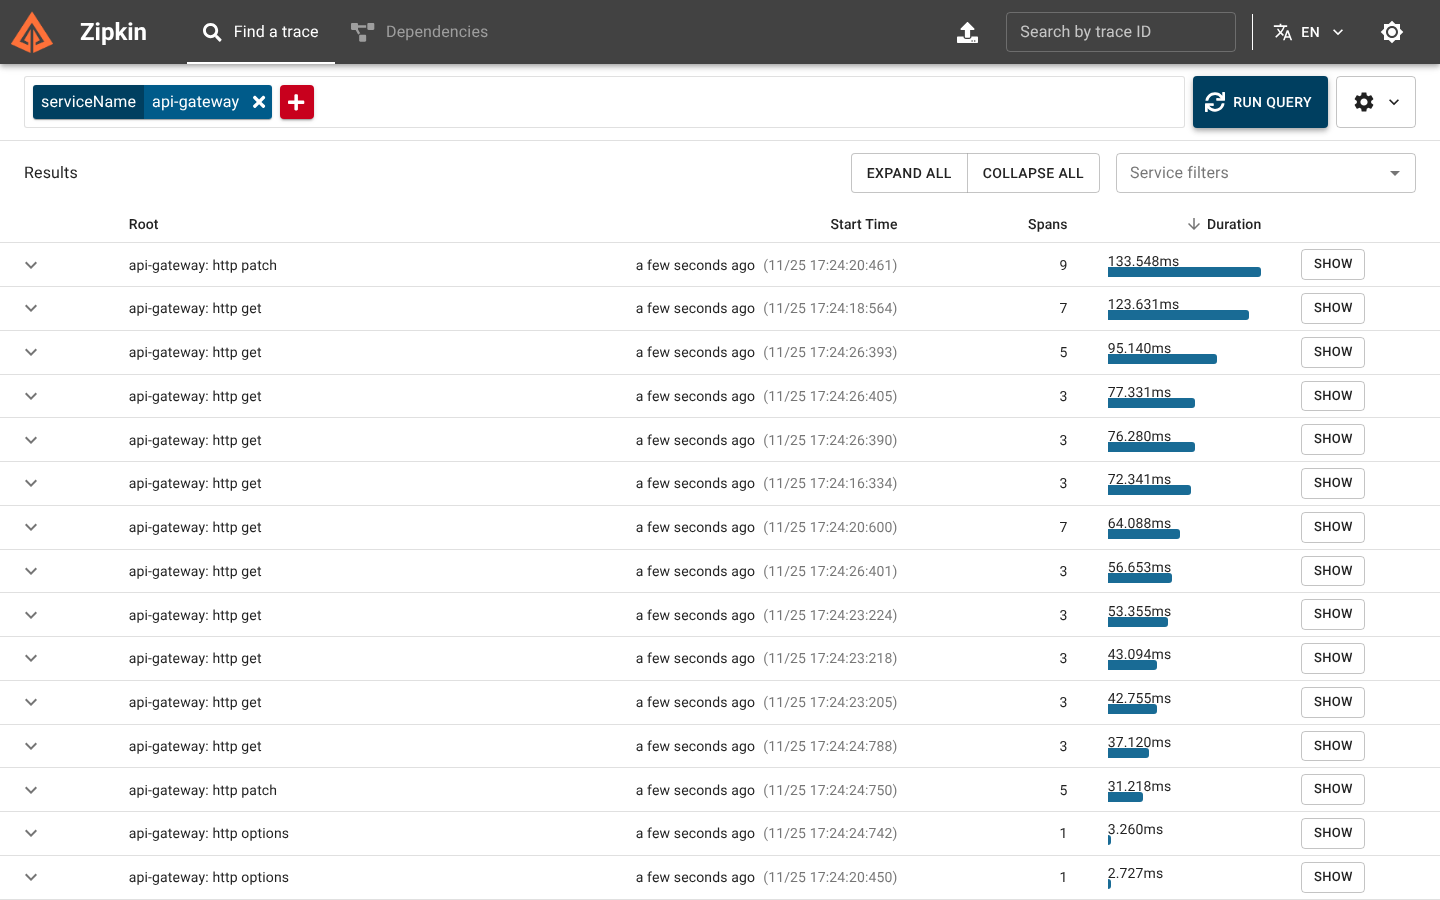 Zipkin Find a trace Dependencies Search by trace ID EN
serviceName api-gateway RUN QUERY
Results EXPAND ALL COLLAPSE ALL Service filters
Root Start Time Spans Duration
api-gateway: http patch a few seconds ago (11/25 17:24:20:461) 9 133.548ms SHOW
api-gateway: http get a few seconds ago (11/25 17:24:18:564) 7 123.631ms SHOW
api-gateway: http get a few seconds ago (11/25 17:24:26:393) 5 95.140ms SHOW
api-gateway: http get a few seconds ago (11/25 17:24:26:405) 3 77.331ms SHOW
api-gateway: http get a few seconds ago (11/25 17:24:26:390) 3 76.280ms SHOW
api-gateway: http get a few seconds ago (11/25 17:24:16:334) 3 72.341ms SHOW
api-gateway: http get a few seconds ago (11/25 17:24:20:600) 7 64.088ms SHOW
api-gateway: http get a few seconds ago (11/25 17:24:26:401) 3 56.653ms SHOW
api-gateway: http get a few seconds ago (11/25 17:24:23:224) 3 53.355ms SHOW
api-gateway: http get a few seconds ago (11/25 17:24:23:218) 3 43.094ms SHOW
api-gateway: http get a few seconds ago (11/25 17:24:23:205) 3 42.755ms SHOW
api-gateway: http get a few seconds ago (11/25 17:24:24:788) 3 37.120ms SHOW
api-gateway: http patch a few seconds ago (11/25 17:24:24:750) 5 31.218ms SHOW
api-gateway: http options a few seconds ago (11/25 17:24:24:742) 1 3.260ms SHOW
api-gateway: http options a few seconds ago (11/25 17:24:20:450) 1 2.727ms SHOW